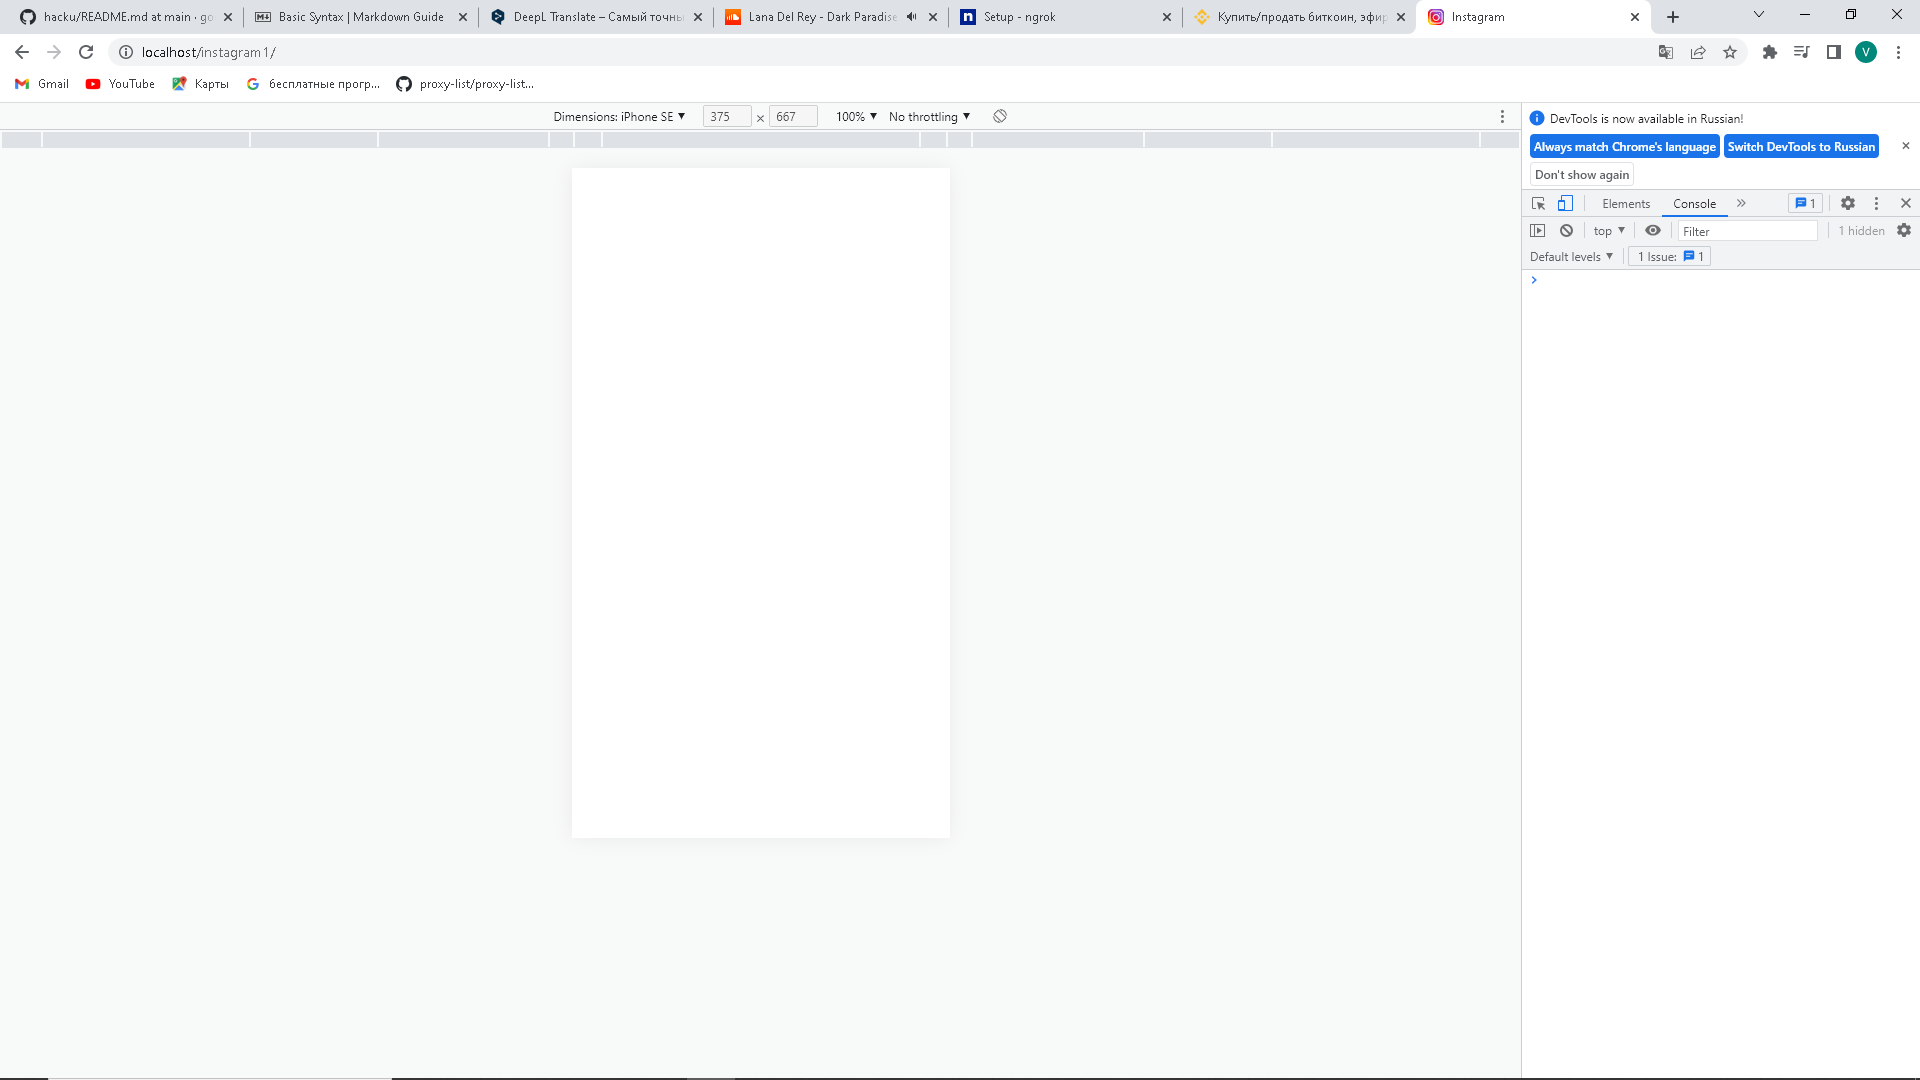 hacku/README.md at main · go
Basic Syntax | Markdown Guide
DeepL Translate – Самый точны
Lana Del Rey - Dark Paradise
Setup - ngrok
Купить/продать биткоин, эфир
Instagram
localhost/instagram1/
V
Gmail
YouTube
Карты
бесплатные прогр...
proxy-list/proxy-list...
Dimensions: iPhone SE
375
×
667
100%
No throttling
DevTools is now available in Russian!
Always match Chrome's language
Switch DevTools to Russian
Don't show again
Elements
Console
1
top
Filter
1 hidden
Default levels
1 Issue:
1